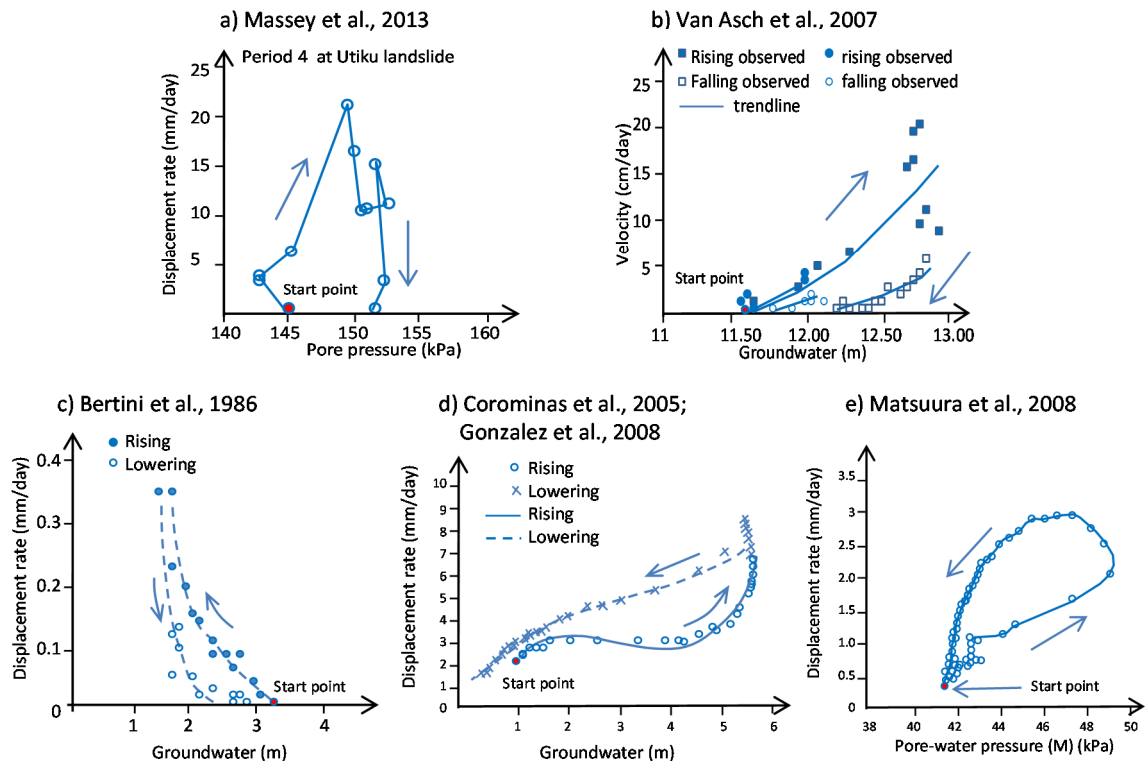 a) Massey et al., 2013
Period 4 at Utiku landslide
Displacement rate (mm/day)
25
20
15
10
5
Start point
140 145 150 155 160
Pore pressure (kPa)
b) Van Asch et al., 2007
Rising observed rising observed
Falling observed falling observed
trendline
Velocity (cm/day)
25
20
15
10
5
Start point
11 11.50 12.00 12.50 13.00
Groundwater (m)
c) Bertini et al., 1986
Rising
Lowering
Displacement rate (mm/day)
0.4
0.3
0.2
0.1
0
Start point
1 2 3 4
Groundwater (m)
d) Corominas et al., 2005;
Gonzalez et al., 2008
Rising
Lowering
Rising
Lowering
Displacement rate (mm/day)
10
9
8
7
6
5
4
3
2
1
0
Start point
1 2 3 4 5 6
Groundwater (m)
e) Matsuura et al., 2008
Displacement rate (mm/day)
3.5
3.0
2.5
2.0
1.5
1.0
0.5
0
Start point
38 40 42 44 46 48 50
Pore-water pressure (M) (kPa)